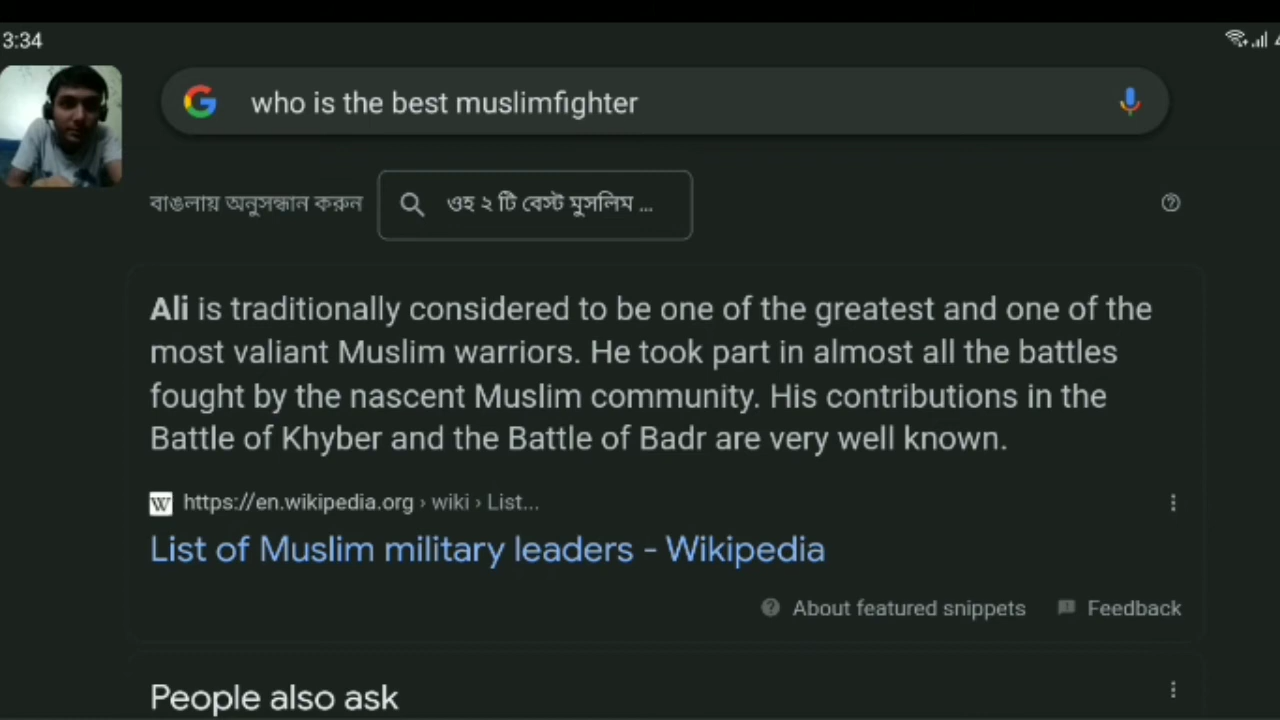 3:34
who is the best muslimfighter
বাঙলায় অনুসন্ধান করুন
ওহ ২ টি বেস্ট মুসলিম ...
Ali is traditionally considered to be one of the greatest and one of the
most valiant Muslim warriors. He took part in almost all the battles
fought by the nascent Muslim community. His contributions in the
Battle of Khyber and the Battle of Badr are very well known.
https://en.wikipedia.org › wiki › List...
List of Muslim military leaders - Wikipedia
About featured snippets
Feedback
People also ask